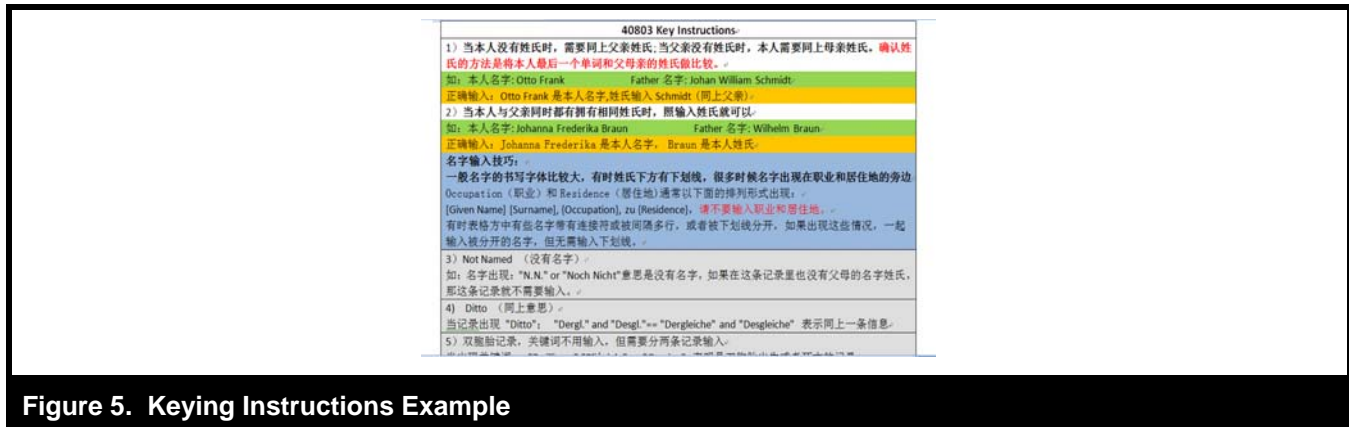 40803 Key Instructions
1）当本人没有姓氏时，需要同上父亲姓氏;当父亲没有姓氏时，本人需要同上母亲姓氏。确认姓
氏的方法是将本人最后一个单词和父母亲的姓氏做比较。
如：本人名字: Otto Frank Father 名字: Johan William Schmidt
正确输入：Otto Frank 是本人名字,姓氏输入 Schmidt（同上父亲）
2）当本人与父亲同时都有拥有相同姓氏时，照输入姓氏就可以
如：本人名字: Johanna Frederika Braun Father 名字: Wilhelm Braun
正确输入：Johanna Frederika 是本人名字， Braun 是本人姓氏
名字输入技巧：
一般名字的书写字体比较大，有时姓氏下方有下划线，很多时候名字出现在职业和居住地的旁边
Occupation（职业）和 Residence（居住地)通常以下面的排列形式出现：
[Given Name] [Surname], {Occupation}, zu {Residence}，请不要输入职业和居住地。
有时表格方中有些名字带有连接符或被间隔多行，或者被下划线分开，如果出现这些情况，一起
输入被分开的名字，但无需输入下划线。
3）Not Named （没有名字）
如：名字出现："N.N." or "Noch Nicht"意思是没有名字，如果在这条记录里也没有父母的名字姓氏，
那这条记录就不需要输入。
4) Ditto （同上意思）
当记录出现 "Ditto"； "Dergl." and "Desgl."== "Dergleiche" and "Desgleiche" 表示同上一条信息
5）双胞胎记录，关键词不用输入，但需要分两条记录输入
Figure 5. Keying Instructions Example